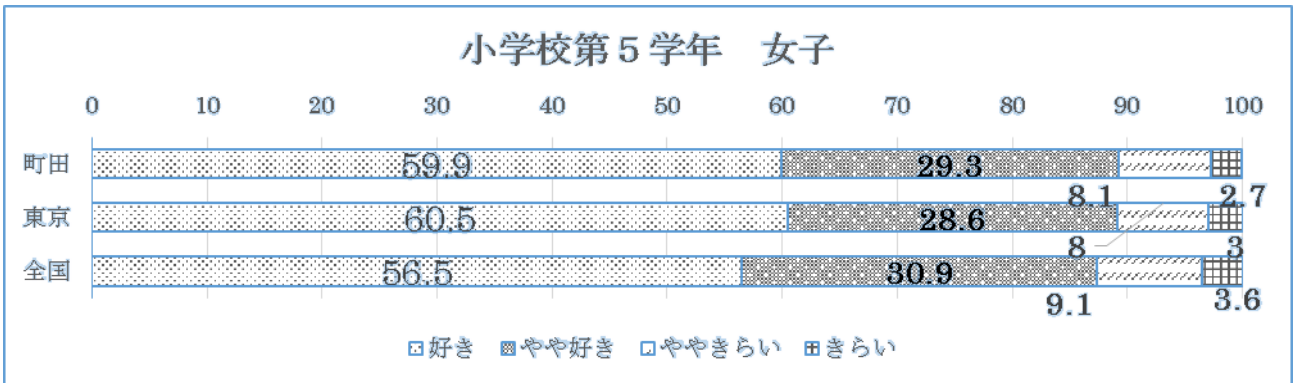 小学校第５学年　女子
0 10 20 30 40 50 60 70 80 90 100
町田 59.9 29.3 8.1 2.7
東京 60.5 28.6 8 3
全国 56.5 30.9 9.1 3.6
好き やや好き ややきらい きらい